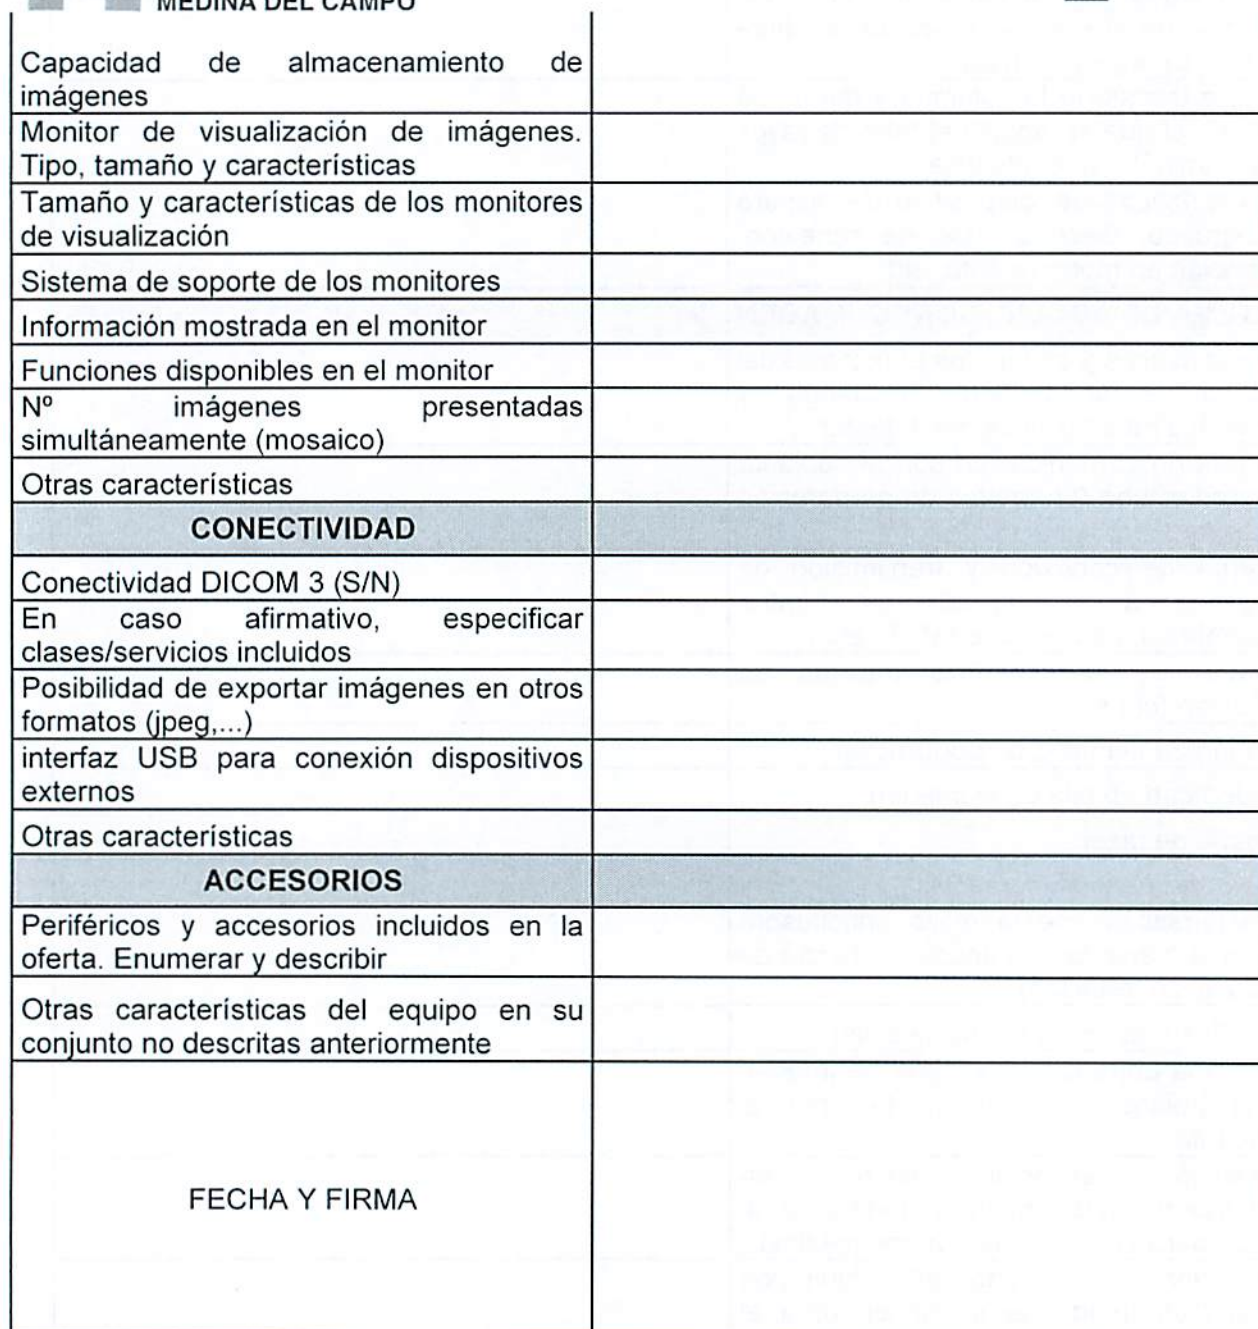 MEDINA DEL CAMPO
Capacidad de almacenamiento de
imágenes
Monitor de visualización de imágenes.
Tipo, tamaño y características
Tamaño y características de los monitores
de visualización
Sistema de soporte de los monitores
Información mostrada en el monitor
Funciones disponibles en el monitor
Nº imágenes presentadas
simultáneamente (mosaico)
Otras características
CONECTIVIDAD
Conectividad DICOM 3 (S/N)
En caso afirmativo, especificar
clases/servicios incluidos
Posibilidad de exportar imágenes en otros
formatos (jpeg,...)
interfaz USB para conexión dispositivos
externos
Otras características
ACCESORIOS
Periféricos y accesorios incluidos en la
oferta. Enumerar y describir
Otras características del equipo en su
conjunto no descritas anteriormente
FECHA Y FIRMA